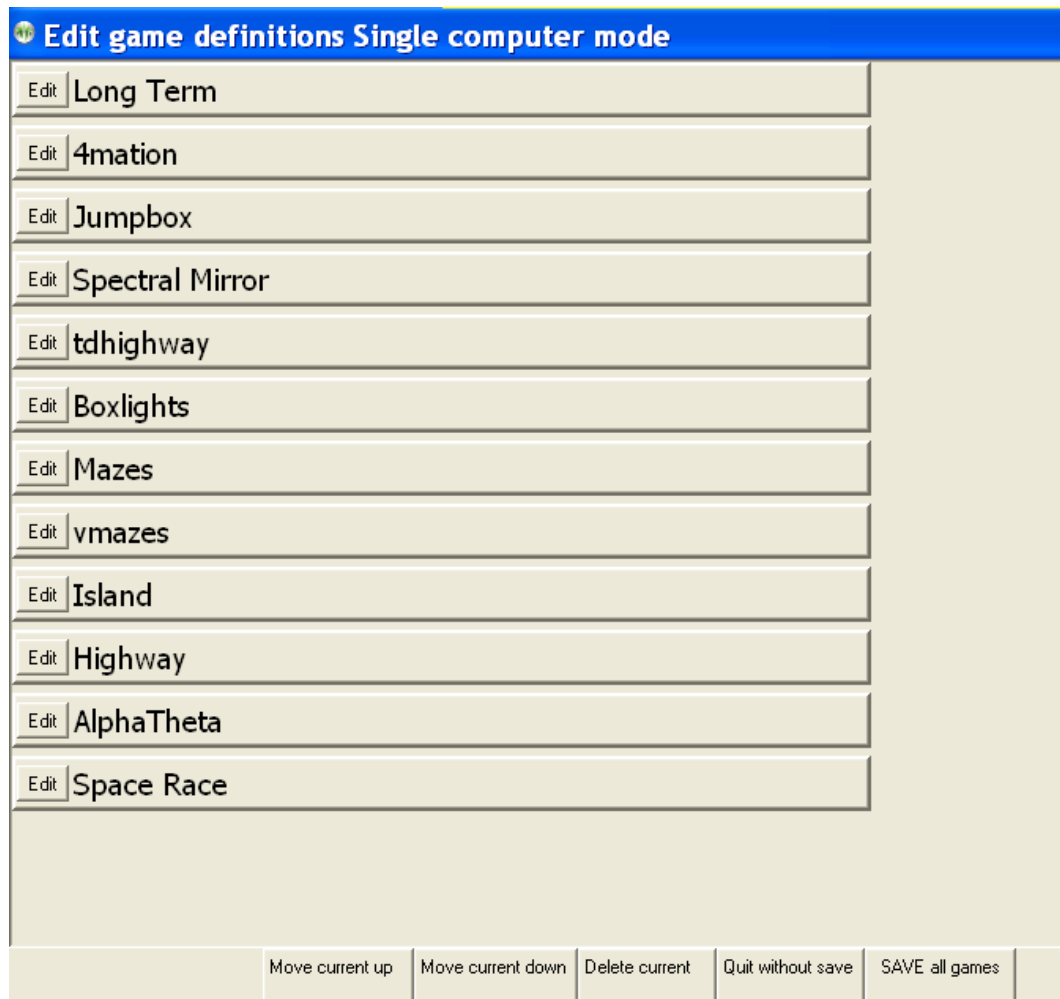 Edit game definitions Single computer mode
Edit Long Term
Edit 4mation
Edit Jumpbox
Edit Spectral Mirror
Edit tdhighway
Edit Boxlights
Edit Mazes
Edit vmazes
Edit Island
Edit Highway
Edit AlphaTheta
Edit Space Race
Move current up Move current down Delete current Quit without save SAVE all games